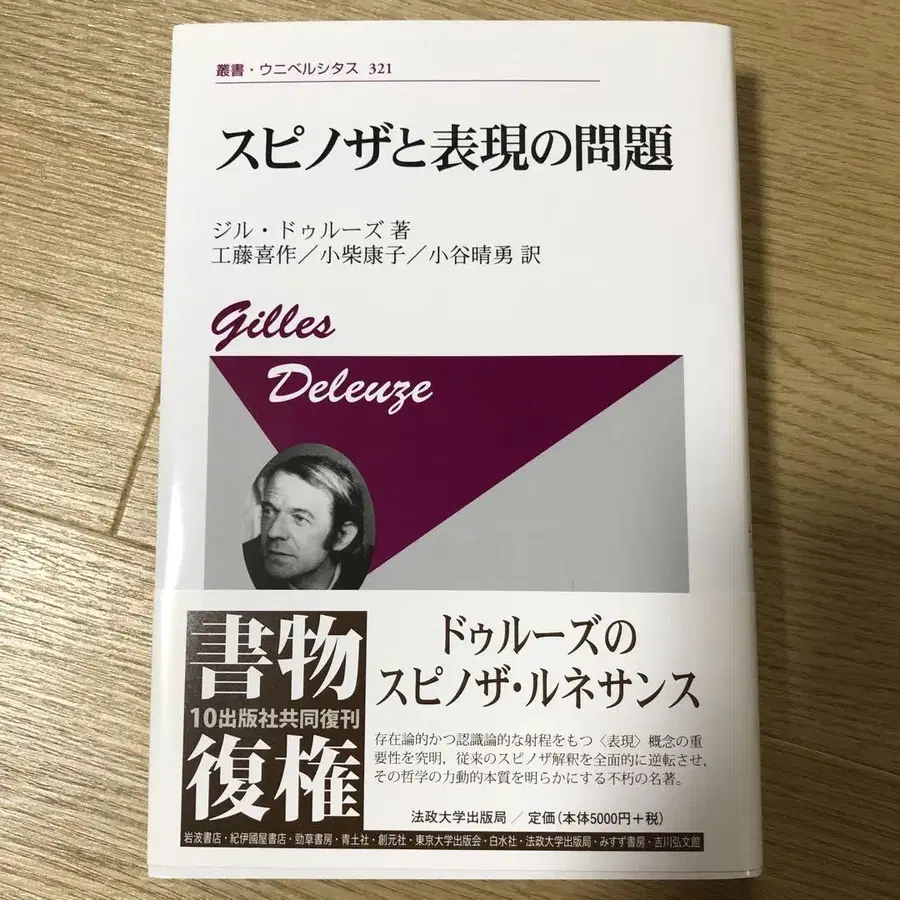 叢書・ウニベルシタス 321
スピノザと表現の問題
ジル・ドゥルーズ 著
工藤喜作／小柴康子／小谷晴勇 訳
Gilles
Deleuze
書物
10出版社共同復刊
復権
ドゥルーズの
スピノザ・ルネサンス
存在論的かつ認識論的な射程をもつ〈表現〉概念の重
要性を究明，従来のスピノザ解釈を全面的に逆転させ，
その哲学の力動的本質を明らかにする不朽の名著。
法政大学出版局 ／ 定価（本体5000円＋税）
岩波書店・紀伊國屋書店・勁草書房・青土社・創元社・東京大学出版会・白水社・法政大学出版局・みすず書房・吉川弘文館